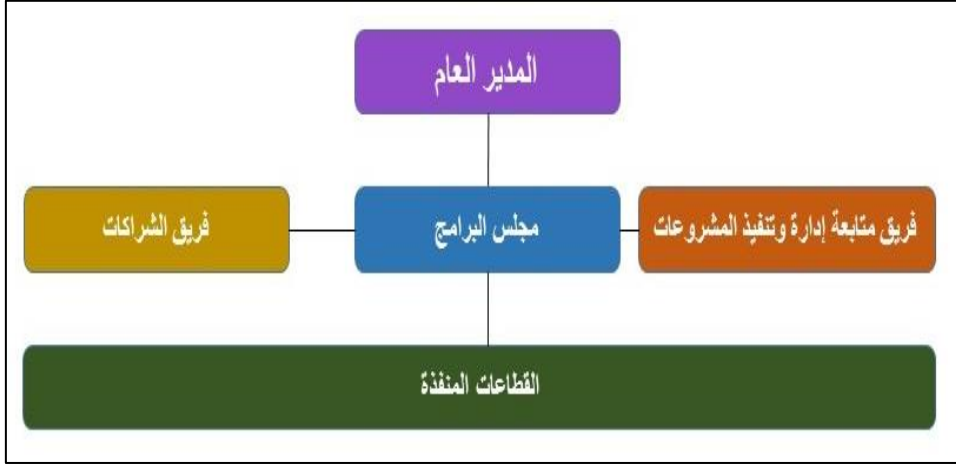 المدير العام
فريق متابعة إدارة وتنفيذ المشروعات
مجلس البرامج
فريق الشراكات
القطاعات المنفذة